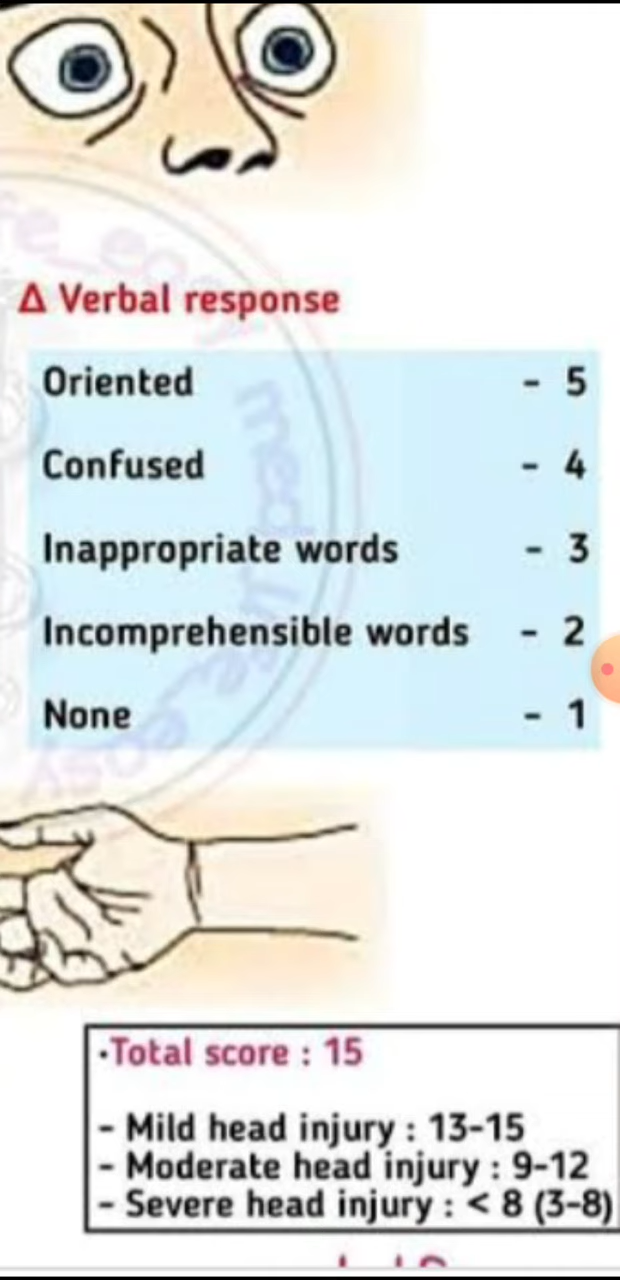 Δ Verbal response
Oriented - 5
Confused - 4
Inappropriate words - 3
Incomprehensible words - 2
None - 1
·Total score : 15
- Mild head injury : 13-15
- Moderate head injury : 9-12
- Severe head injury : < 8 (3-8)